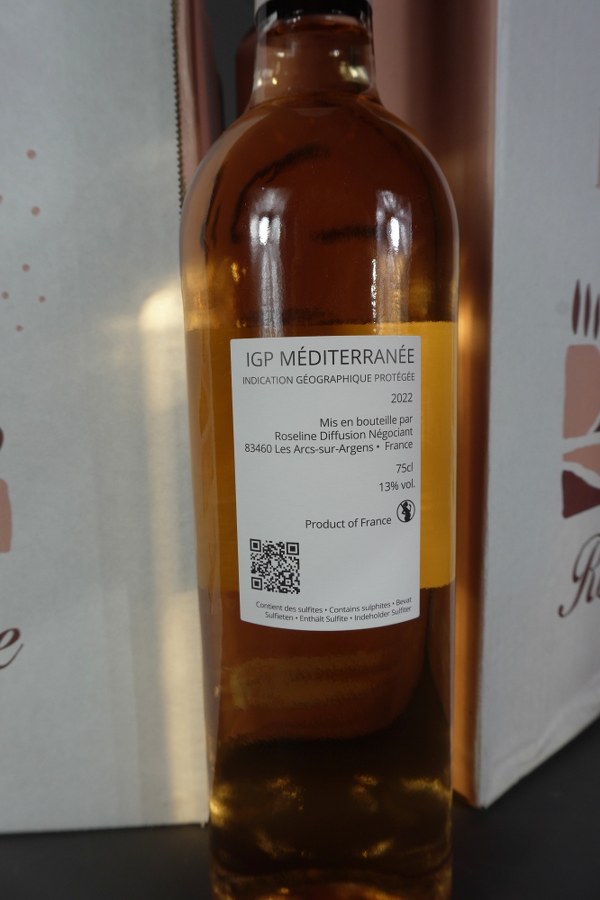 IGP MÉDITERRANÉE
INDICATION GÉOGRAPHIQUE PROTÉGÉE
2022
Mis en bouteille par
Roseline Diffusion Négociant
83460 Les Arcs-sur-Argens • France
75cl
13% vol.
Product of France
Contient des sulfites • Contains sulphites • Bevat
Sulfieten • Enthält Sulfite • Indeholder Sulfiter